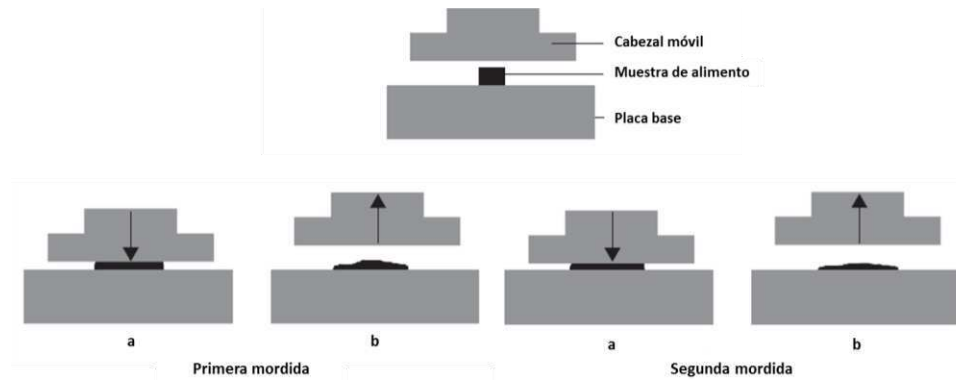 Cabezal móvil
Muestra de alimento
Placa base
a
b
a
b
Primera mordida
Segunda mordida